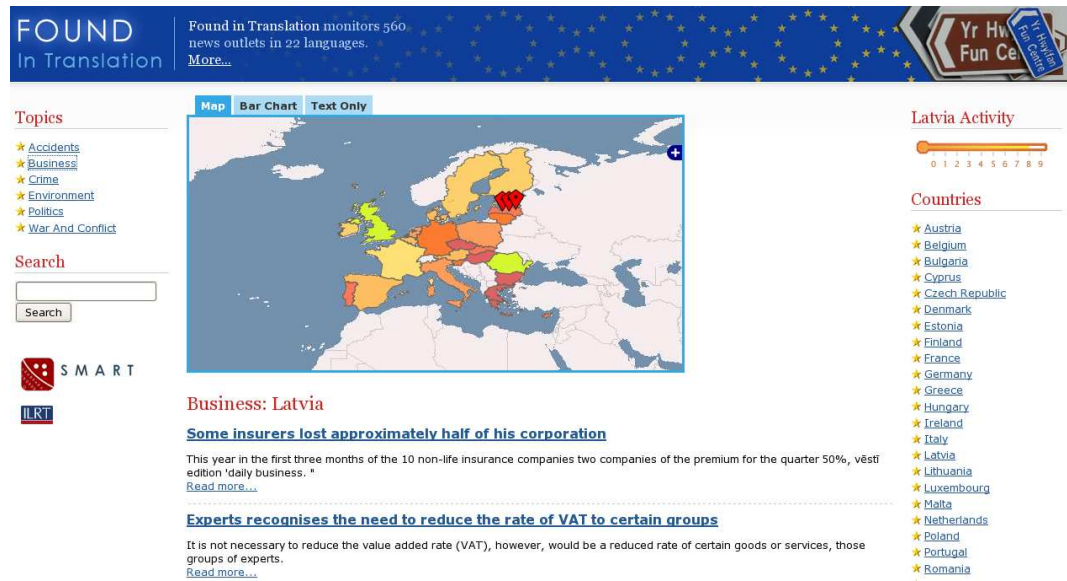 FOUND
In Translation
Found in Translation monitors 560
news outlets in 22 languages.
More...
Yr Hw
Fun Ce
Yr Hwylfan
Fun Centre
Topics
Accidents
Business
Crime
Environment
Politics
War And Conflict
Search
Search
SMART
ILRT
Map
Bar Chart
Text Only
Business: Latvia
Some insurers lost approximately half of his corporation
This year in the first three months of the 10 non-life insurance companies two companies of the premium for the quarter 50%, vēstī
edition 'daily business. "
Read more...
Experts recognises the need to reduce the rate of VAT to certain groups
It is not necessary to reduce the value added rate (VAT), however, would be a reduced rate of certain goods or services, those
groups of experts.
Read more...
Latvia Activity
0 1 2 3 4 5 6 7 8 9
Countries
Austria
Belgium
Bulgaria
Cyprus
Czech Republic
Denmark
Estonia
Finland
France
Germany
Greece
Hungary
Ireland
Italy
Latvia
Lithuania
Luxembourg
Malta
Netherlands
Poland
Portugal
Romania